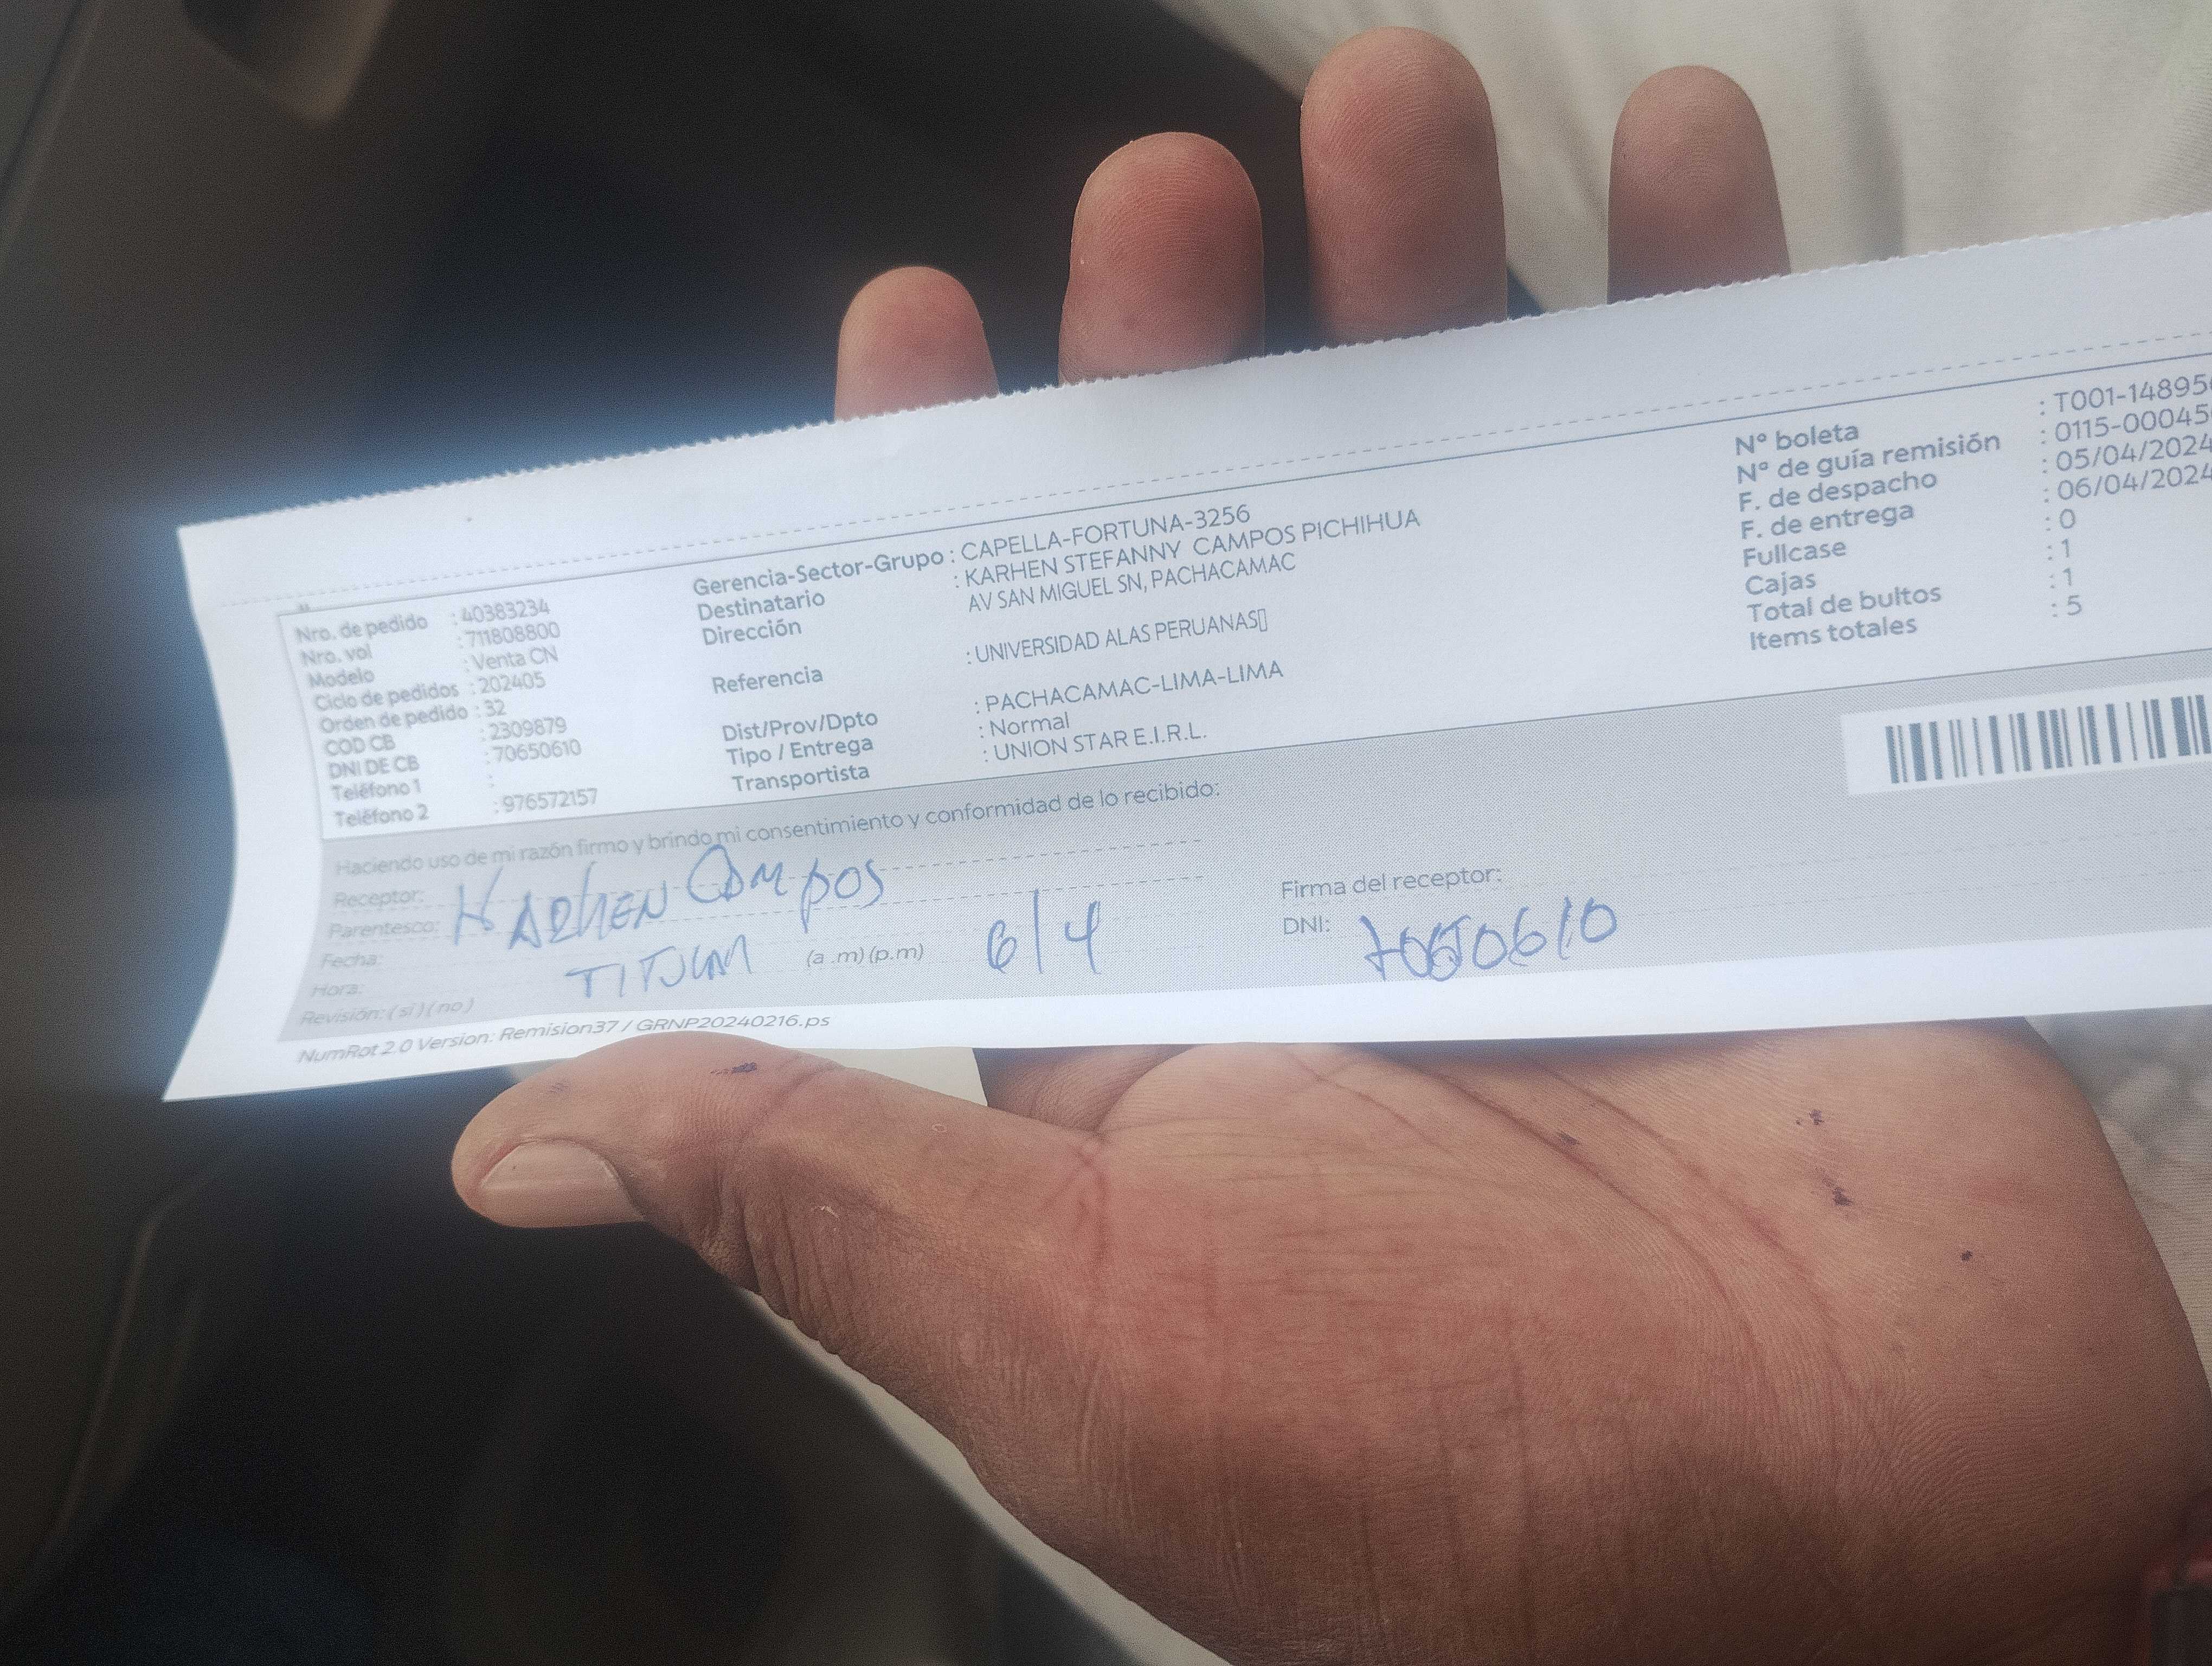 Nro. de pedido : 40383234
Nro. vol : 711808800
Modelo : Venta CN
Ciclo de pedidos : 202405
Orden de pedido : 32
COD CB : 2309879
DNI DE CB : 70650610
Teléfono 1 :
Teléfono 2 : 976572157
Gerencia-Sector-Grupo : CAPELLA-FORTUNA-3256
Destinatario : KARHEN STEFANNY CAMPOS PICHIHUA
Dirección AV SAN MIGUEL SN, PACHACAMAC
Referencia : UNIVERSIDAD ALAS PERUANAS▯
Dist/Prov/Dpto : PACHACAMAC-LIMA-LIMA
Tipo / Entrega : Normal
Transportista : UNION STAR E.I.R.L.
Nº boleta : T001-14895
Nº de guía remisión : 0115-00045
F. de despacho : 05/04/2024
F. de entrega : 06/04/2024
Fullcase : 0
Cajas : 1
Total de bultos : 1
Items totales : 5
Haciendo uso de mi razón firmo y brindo mi consentimiento y conformidad de lo recibido:
Receptor: KARHEN CAMPOS
Parentesco:
Fecha: 6/4
Hora: (a .m) (p.m)
Revisión: ( si ) ( no )
Firma del receptor:
DNI: 70650610
NumRot 2.0 Version: Remision37 / GRNP20240216.ps